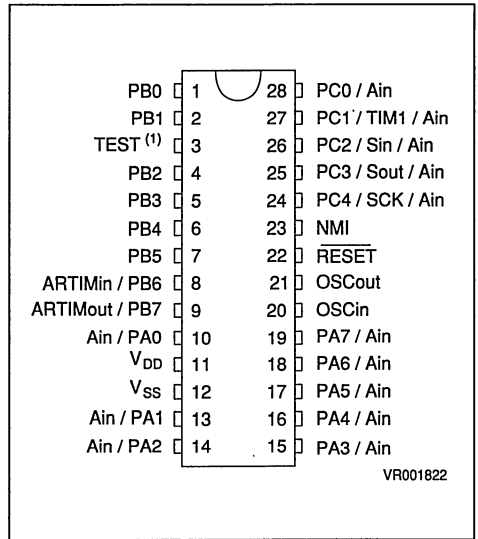 PB0 1 28 PC0 / Ain
PB1 2 27 PC1 / TIM1 / Ain
TEST (1) 3 26 PC2 / Sin / Ain
PB2 4 25 PC3 / Sout / Ain
PB3 5 24 PC4 / SCK / Ain
PB4 6 23 NMI
PB5 7 22 RESET
ARTIMin / PB6 8 21 OSCout
ARTIMout / PB7 9 20 OSCin
Ain / PA0 10 19 PA7 / Ain
VDD 11 18 PA6 / Ain
VSS 12 17 PA5 / Ain
Ain / PA1 13 16 PA4 / Ain
Ain / PA2 14 15 PA3 / Ain
VR001822